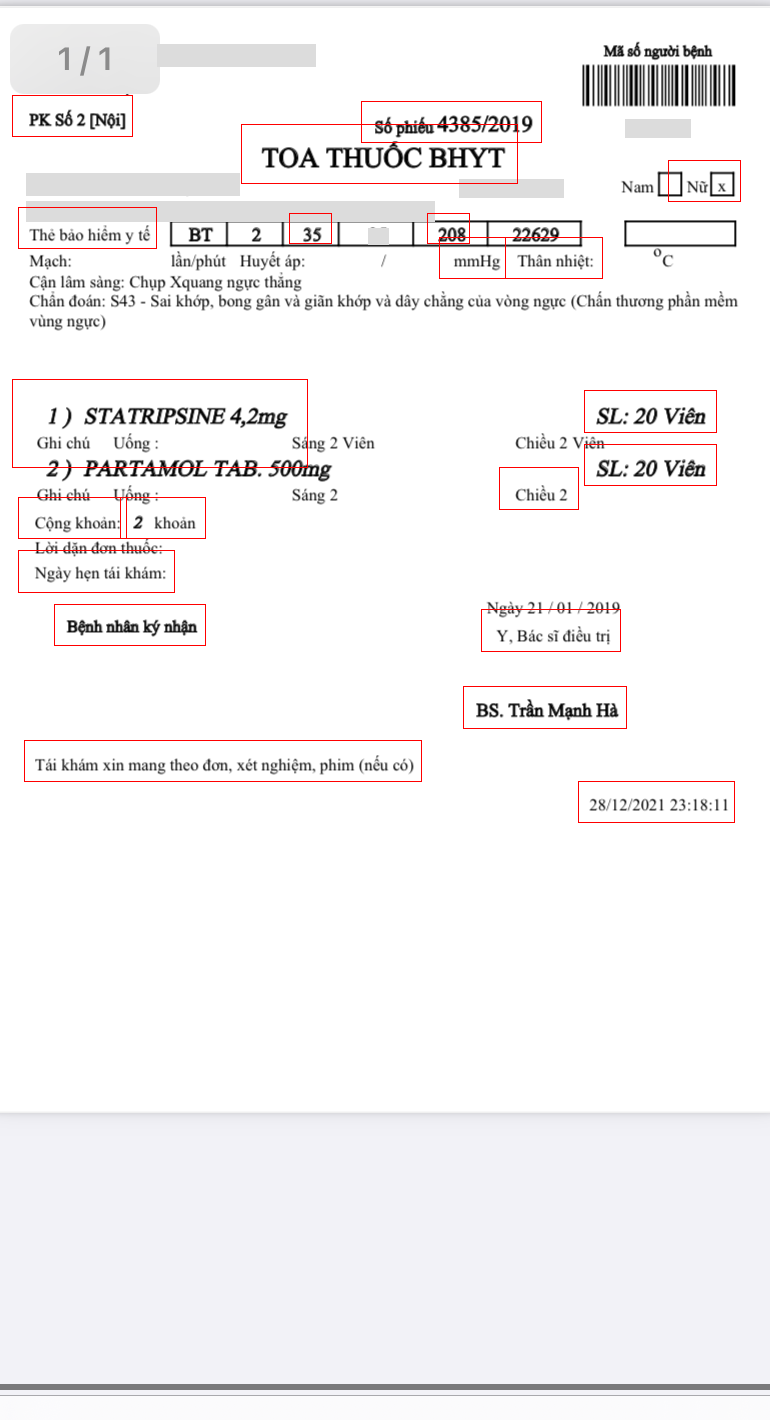 1/1
Mã số người bệnh
PK Số 2 [Nội]
Số phiếu 4385/2019
TOA THUỐC BHYT
Nam Nữ x
Thẻ bảo hiểm y tế BT 2 35 208 22629
Mạch: lần/phút Huyết áp: / mmHg Thân nhiệt: ºC
Cận lâm sàng: Chụp Xquang ngực thẳng
Chẩn đoán: S43 - Sai khớp, bong gân và giãn khớp và dây chằng của vòng ngực (Chấn thương phần mềm
vùng ngực)
1 ) STATRIPSINE 4,2mg SL: 20 Viên
Ghi chú Uống : Sáng 2 Viên Chiều 2 Viên
2 ) PARTAMOL TAB. 500mg SL: 20 Viên
Ghi chú Uống : Sáng 2 Chiều 2
Cộng khoản: 2 khoản
Lời dặn đơn thuốc:
Ngày hẹn tái khám:
Ngày 21 / 01 / 2019
Bệnh nhân ký nhận Y, Bác sĩ điều trị
BS. Trần Mạnh Hà
Tái khám xin mang theo đơn, xét nghiệm, phim (nếu có)
28/12/2021 23:18:11